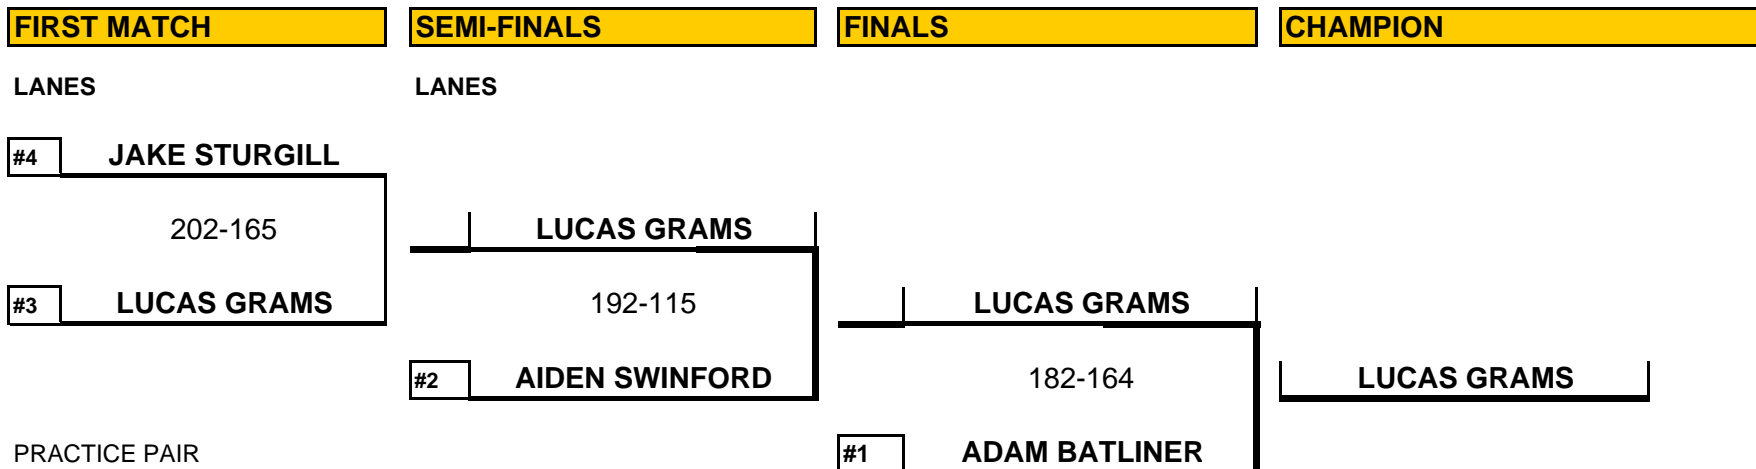 FIRST MATCH SEMI-FINALS FINALS CHAMPION
LANES LANES
#4 JAKE STURGILL
202-165 LUCAS GRAMS
#3 LUCAS GRAMS 192-115 LUCAS GRAMS
#2 AIDEN SWINFORD 182-164 LUCAS GRAMS
PRACTICE PAIR #1 ADAM BATLINER